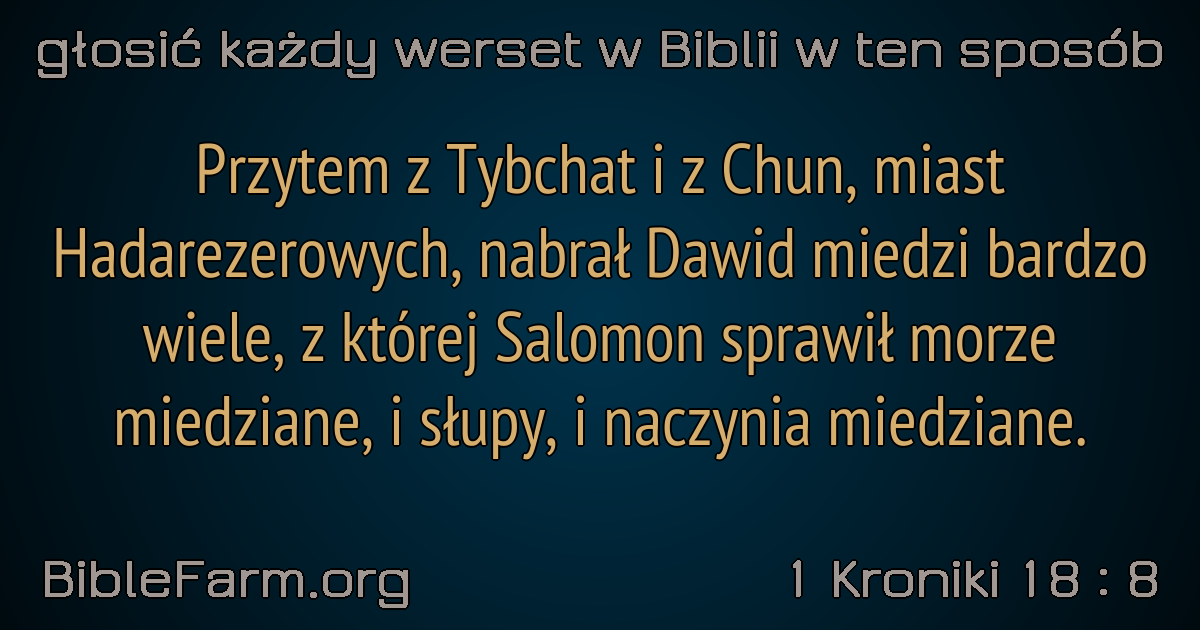 głosić każdy werset w Biblii w ten sposób
Przytem z Tybchat i z Chun, miast
Hadarezerowych, nabrał Dawid miedzi bardzo
wiele, z której Salomon sprawił morze
miedziane, i słupy, i naczynia miedziane.
BibleFarm.org
1 Kroniki 18 : 8